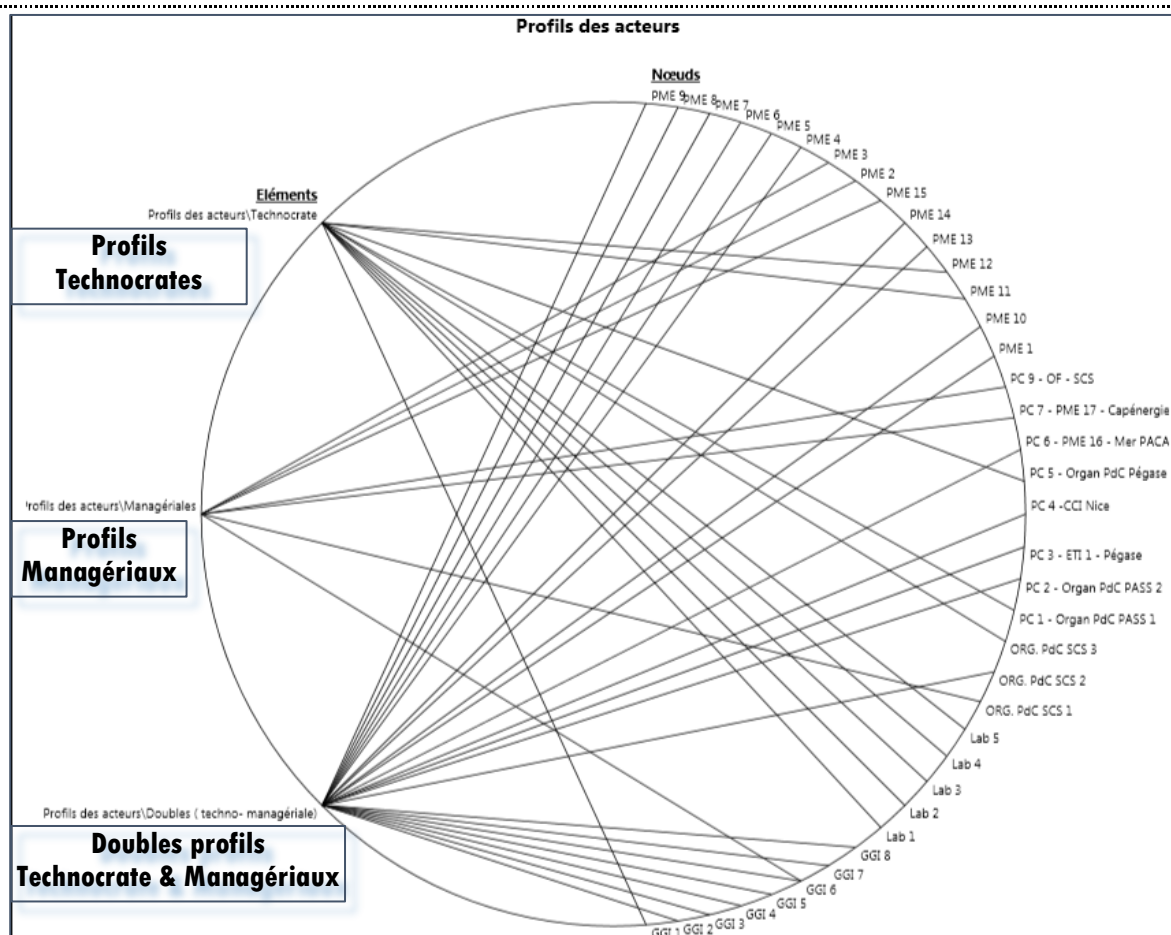 Profils des acteurs
Nœuds
PME 9
PME 8
PME 7
PME 6
PME 5
PME 4
PME 3
PME 2
PME 15
PME 14
PME 13
PME 12
PME 11
PME 10
PME 1
PC 9 - OF - SCS
PC 7 - PME 17 - Capénergie
PC 6 - PME 16 - Mer PACA
PC 5 - Organ PdC Pégase
PC 4 -CCI Nice
PC 3 - ETI 1 - Pégase
PC 2 - Organ PdC PASS 2
PC 1 - Organ PdC PASS 1
ORG. PdC SCS 3
ORG. PdC SCS 2
ORG. PdC SCS 1
Lab 5
Lab 4
Lab 3
Lab 2
Lab 1
GGI 8
GGI 7
GGI 6
GGI 5
GGI 4
GGI 3
GGI 2
GGI 1
Eléments
Profils des acteurs\Technocrate
Profils
Technocrates
rofils des acteurs\Managériales
Profils
Managériaux
Profils des acteurs\Doubles ( techno- managériale)
Doubles profils
Technocrate & Managériaux